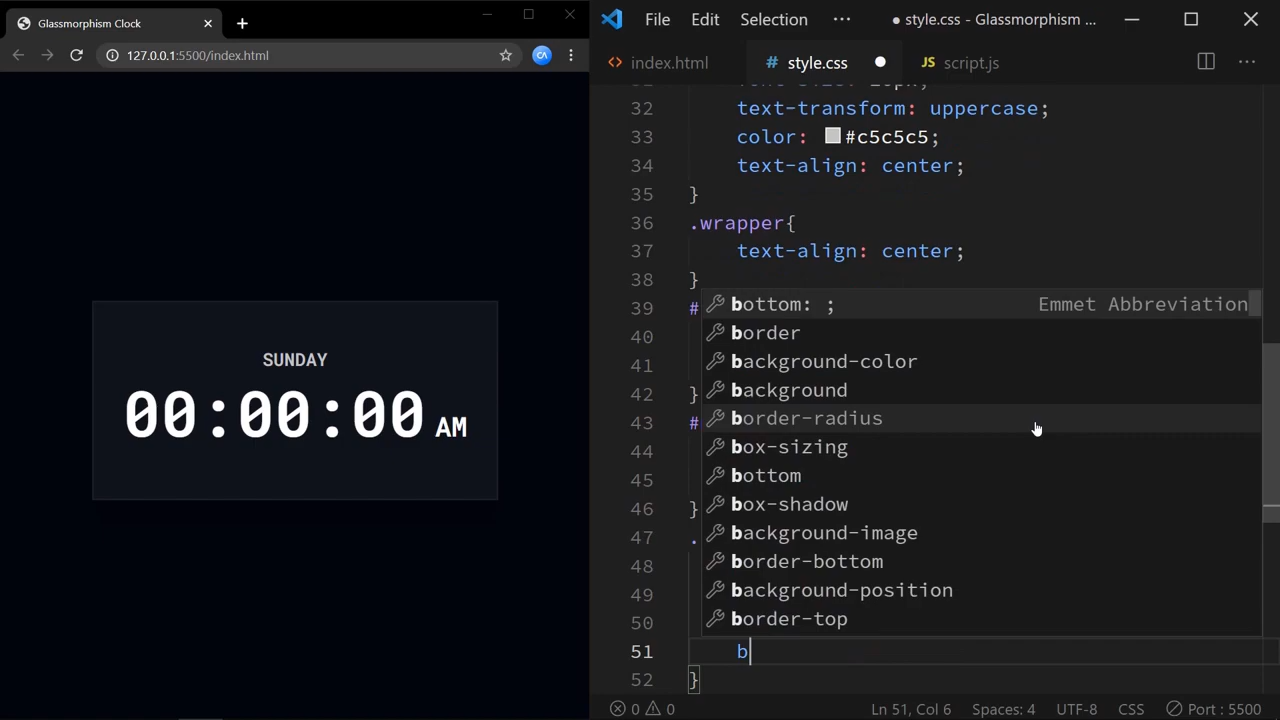 Glassmorphism Clock
127.0.0.1:5500/index.html
SUNDAY
00:00:00 AM
File Edit Selection ··· ● style.css - Glassmorphism ...
<> index.html # style.css ● JS script.js ···
32 text-transform: uppercase;
33 color: #c5c5c5;
34 text-align: center;
35 }
36 .wrapper{
37 text-align: center;
38 }
39 #
40
41
42 }
43 #
44
45
46 }
47 .
48
49
50
51 b
52 }
bottom: ; Emmet Abbreviation
border
background-color
background
border-radius
box-sizing
bottom
box-shadow
background-image
border-bottom
background-position
border-top
0 0 Ln 51, Col 6 Spaces: 4 UTF-8 CSS Port : 5500